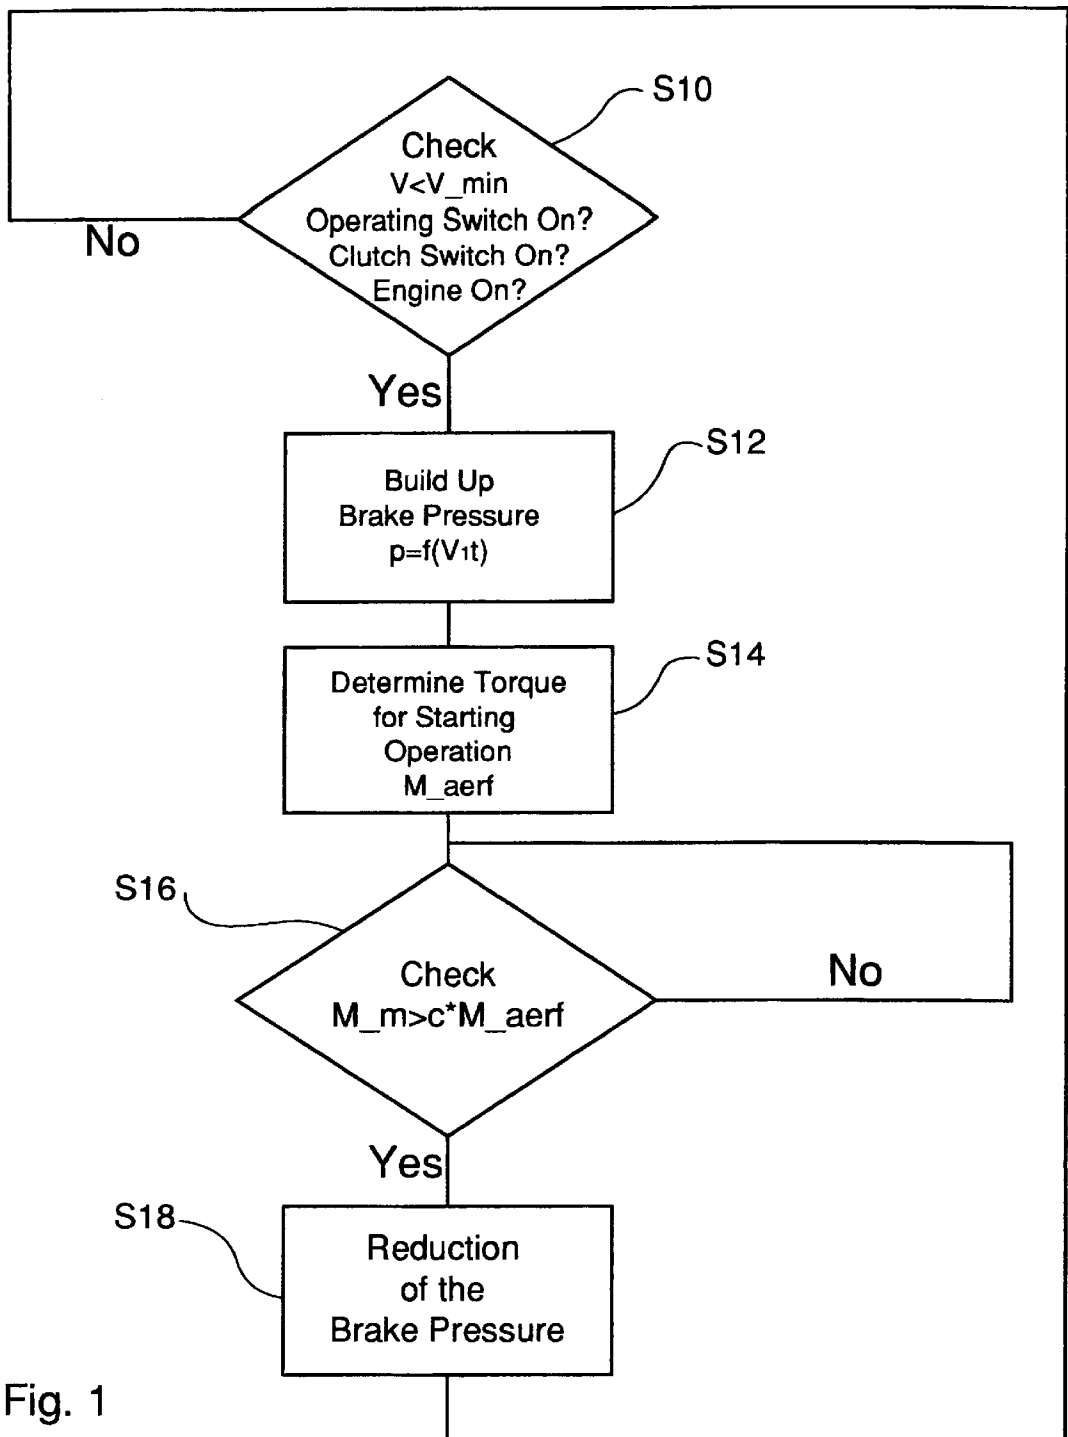 S10
Check
V<V_min
Operating Switch On?
Clutch Switch On?
Engine On?
No
Yes
S12
Build Up
Brake Pressure
p=f(V1t)
S14
Determine Torque
for Starting
Operation
M_aerf
S16
Check
M_m>c*M_aerf
No
Yes
S18
Reduction
of the
Brake Pressure
Fig. 1